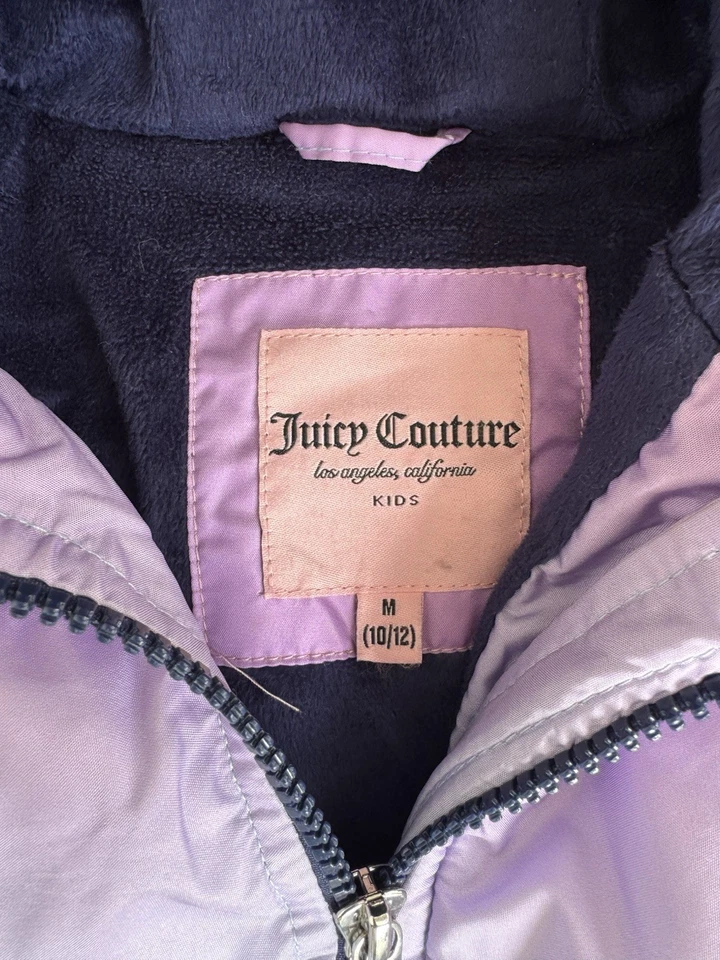 Juicy Couture
los angeles, california
KIDS
M
(10/12)